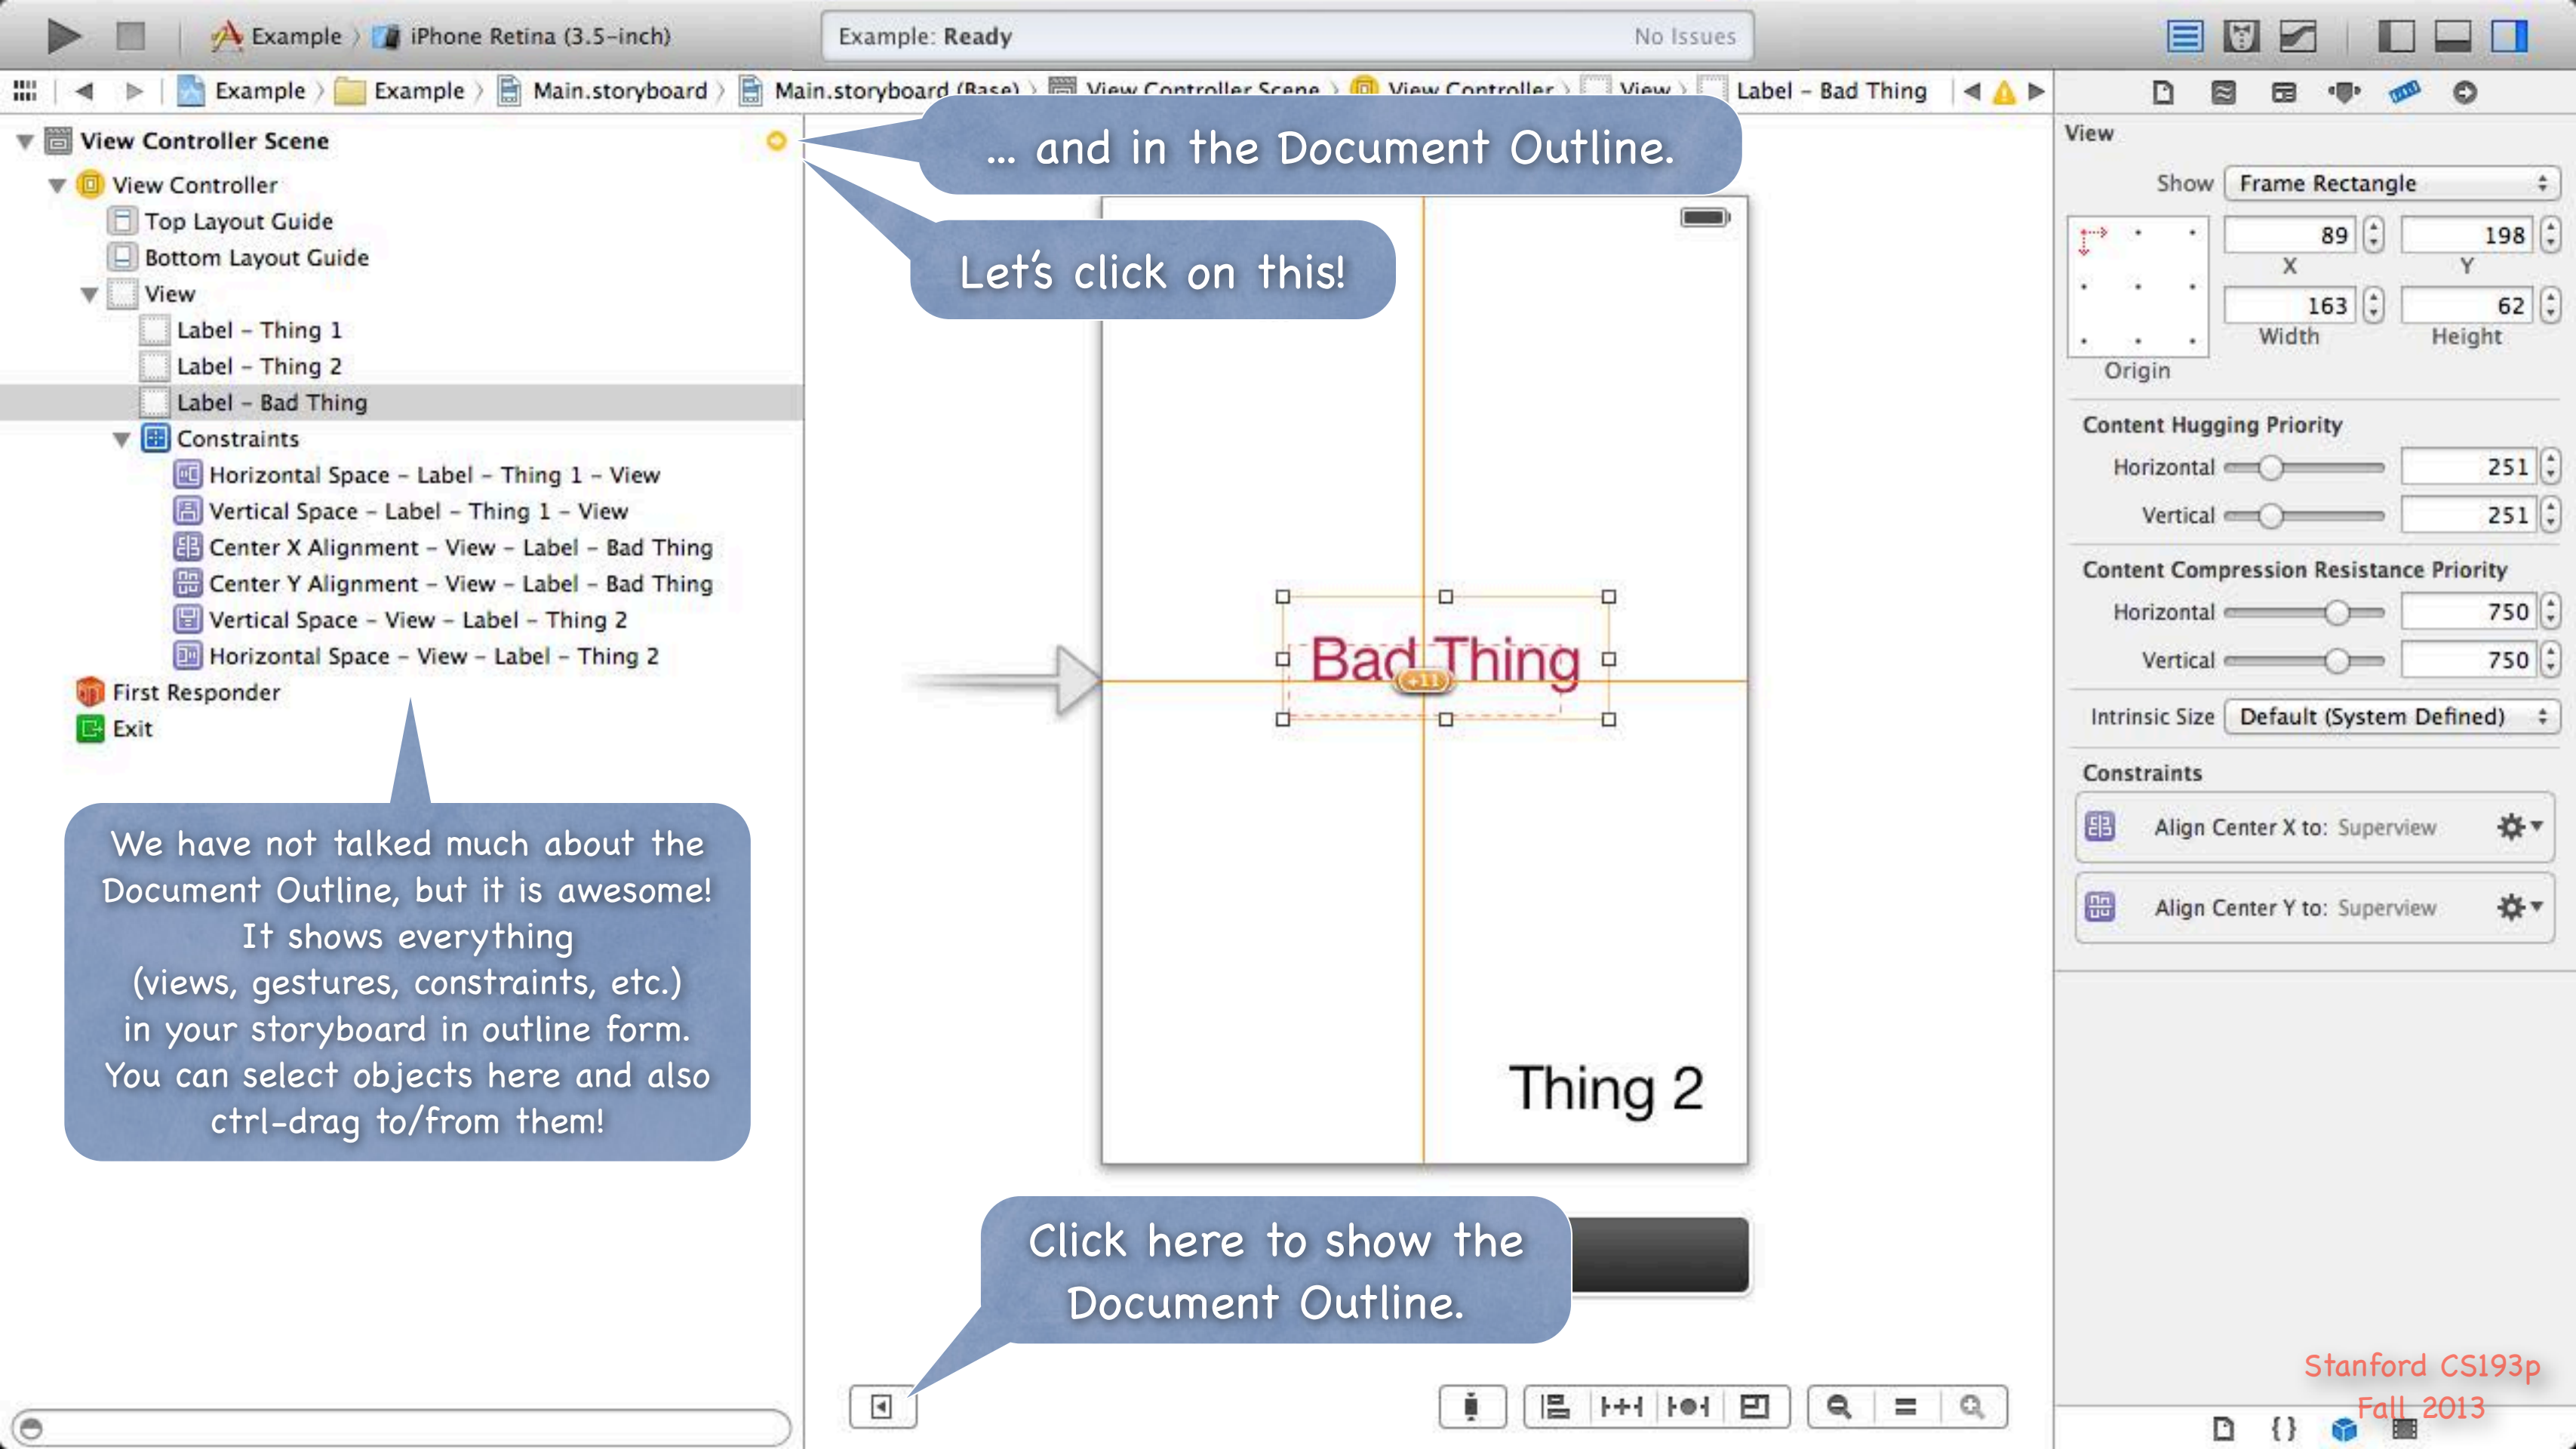 Example
iPhone Retina (3.5-inch)
Example: Ready
No Issues
Example
Example
Main.storyboard
Main.storyboard (Base)
View Controller Scene
View Controller
View
Label - Bad Thing
View Controller Scene
View Controller
Top Layout Guide
Bottom Layout Guide
View
Label - Thing 1
Label - Thing 2
Label - Bad Thing
Constraints
Horizontal Space - Label - Thing 1 - View
Vertical Space - Label - Thing 1 - View
Center X Alignment - View - Label - Bad Thing
Center Y Alignment - View - Label - Bad Thing
Vertical Space - View - Label - Thing 2
Horizontal Space - View - Label - Thing 2
First Responder
Exit
We have not talked much about the
Document Outline, but it is awesome!
It shows everything
(views, gestures, constraints, etc.)
in your storyboard in outline form.
You can select objects here and also
ctrl-drag to/from them!
... and in the Document Outline.
Let's click on this!
Bad Thing
+11
Thing 2
Click here to show the
Document Outline.
View
Show Frame Rectangle
89 198
X Y
163 62
Width Height
Origin
Content Hugging Priority
Horizontal 251
Vertical 251
Content Compression Resistance Priority
Horizontal 750
Vertical 750
Intrinsic Size Default (System Defined)
Constraints
Align Center X to: Superview
Align Center Y to: Superview
Stanford CS193p
Fall 2013
{}